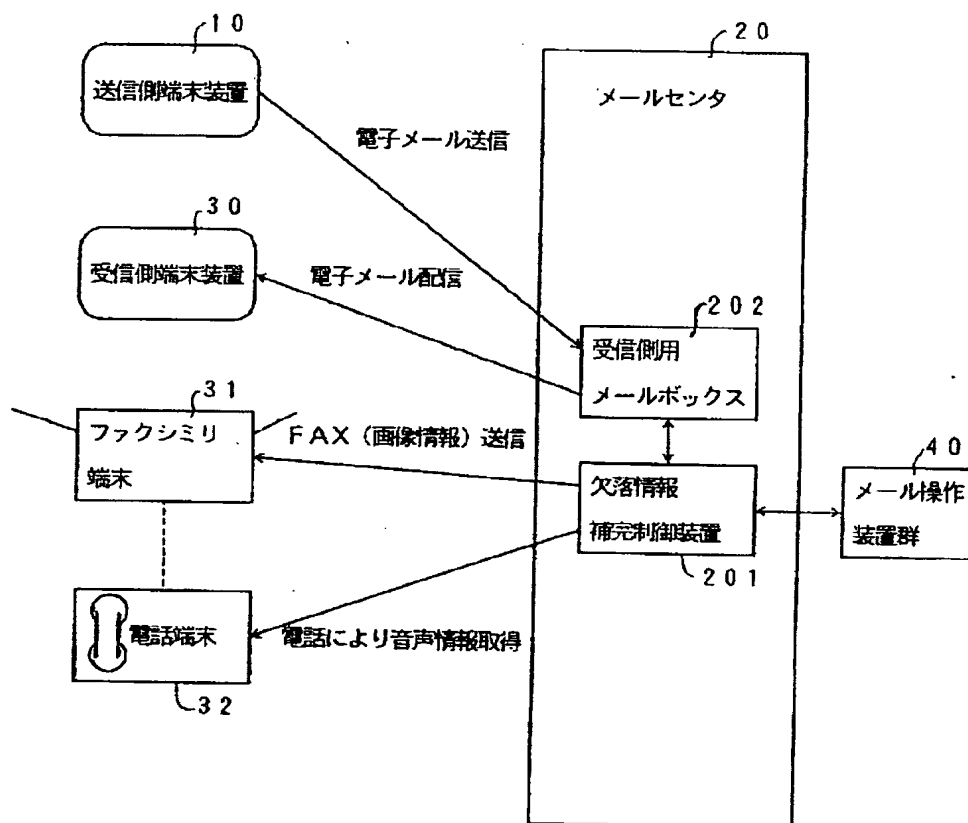 10
送信側端末装置
20
メールセンタ
電子メール送信
30
受信側端末装置
電子メール配信
202
受信側用
メールボックス
31
ファクシミリ
端末
FAX(画像情報)送信
欠落情報
補完制御装置
201
40
メール操作
装置群
電話端末
32
電話により音声情報取得